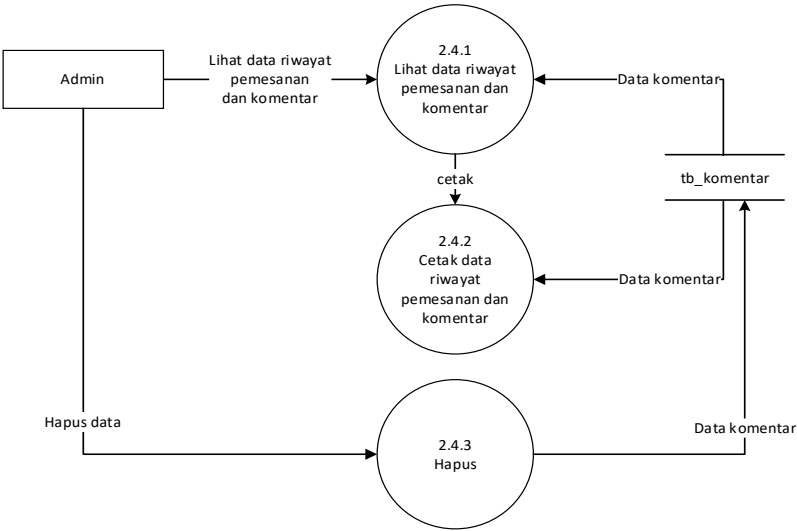 Admin
Lihat data riwayat
pemesanan
dan komentar
2.4.1
Lihat data riwayat
pemesanan dan
komentar
Data komentar
tb_komentar
cetak
2.4.2
Cetak data
riwayat
pemesanan dan
komentar
Data komentar
Hapus data
2.4.3
Hapus
Data komentar